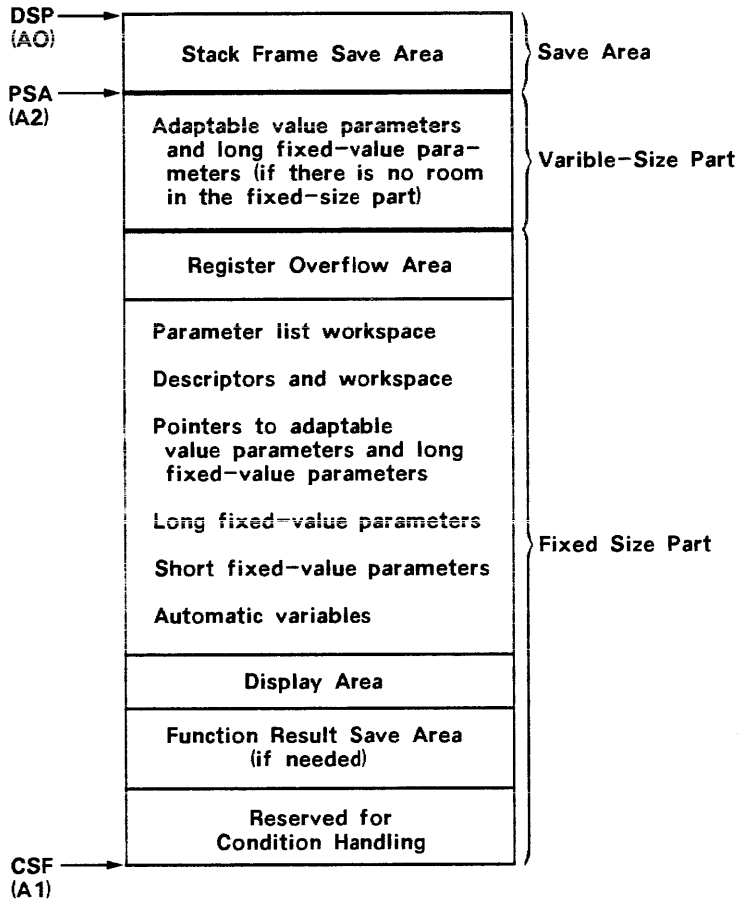 DSP
(A0)
Stack Frame Save Area
Save Area
PSA
(A2)
Adaptable value parameters
and long fixed-value para-
meters (if there is no room
in the fixed-size part)
Varible-Size Part
Register Overflow Area
Parameter list workspace
Descriptors and workspace
Pointers to adaptable
value parameters and long
fixed-value parameters
Long fixed-value parameters
Short fixed-value parameters
Automatic variables
Fixed Size Part
Display Area
Function Result Save Area
(if needed)
Reserved for
Condition Handling
CSF
(A1)